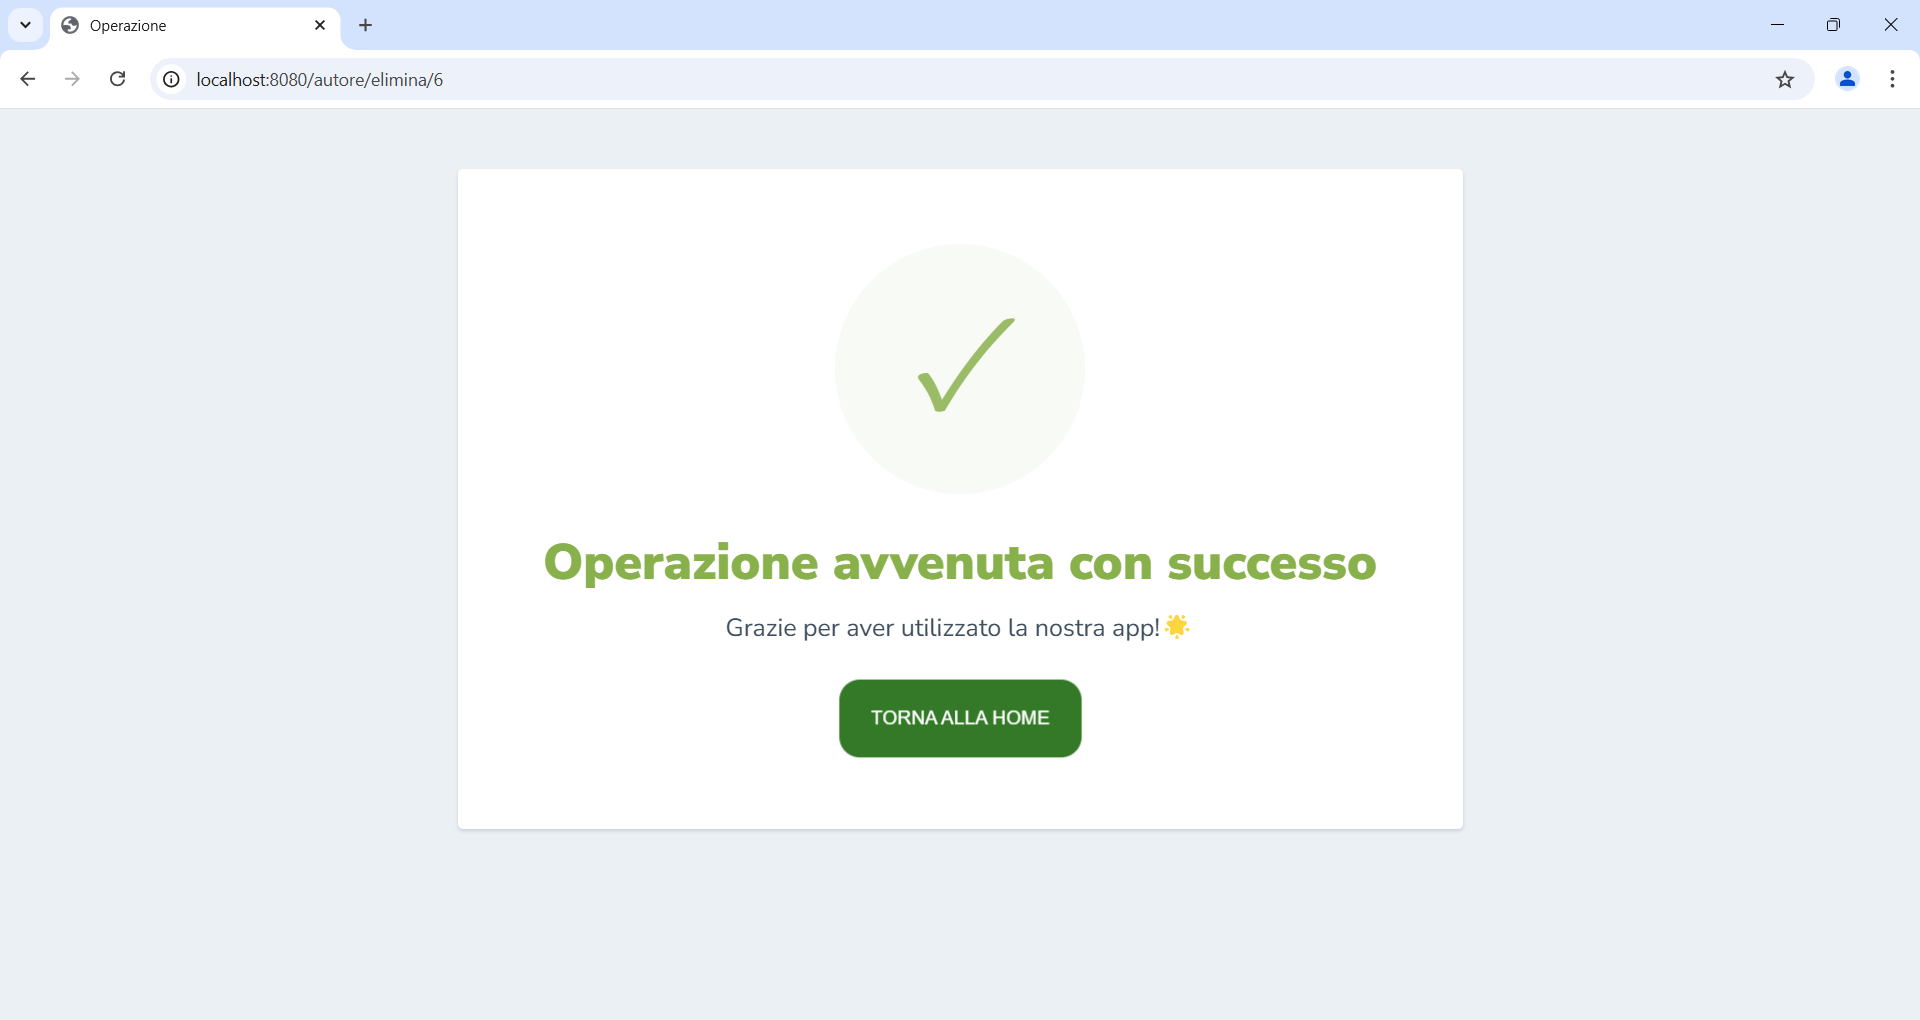 Operazione
localhost:8080/autore/elimina/6
Operazione avvenuta con successo
Grazie per aver utilizzato la nostra app!🌟
TORNA ALLA HOME